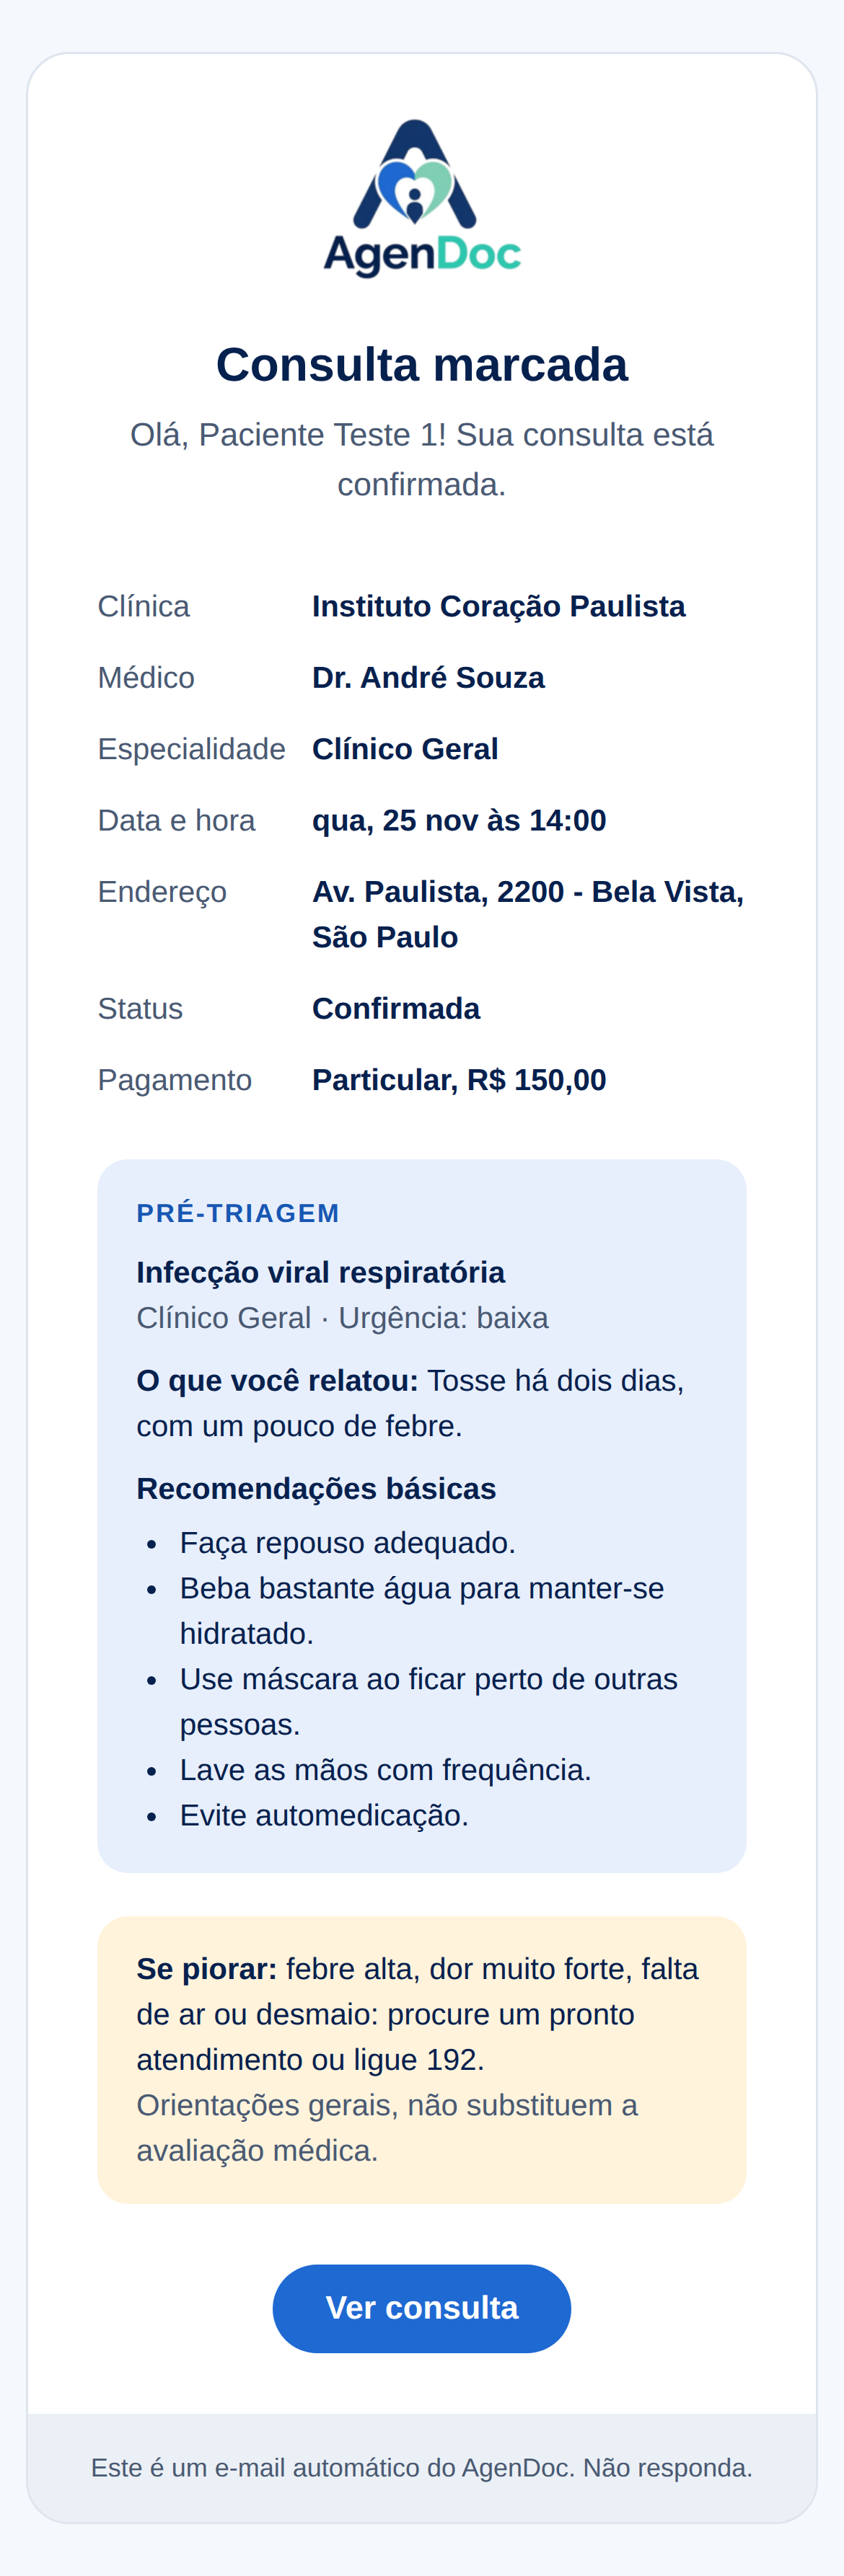 AgenDoc
Consulta marcada
Olá, Paciente Teste 1! Sua consulta está
confirmada.
Clínica Instituto Coração Paulista
Médico Dr. André Souza
Especialidade Clínico Geral
Data e hora qua, 25 nov às 14:00
Endereço Av. Paulista, 2200 - Bela Vista,
São Paulo
Status Confirmada
Pagamento Particular, R$ 150,00
PRÉ-TRIAGEM
Infecção viral respiratória
Clínico Geral · Urgência: baixa
O que você relatou: Tosse há dois dias,
com um pouco de febre.
Recomendações básicas
• Faça repouso adequado.
• Beba bastante água para manter-se
hidratado.
• Use máscara ao ficar perto de outras
pessoas.
• Lave as mãos com frequência.
• Evite automedicação.
Se piorar: febre alta, dor muito forte, falta
de ar ou desmaio: procure um pronto
atendimento ou ligue 192.
Orientações gerais, não substituem a
avaliação médica.
Ver consulta
Este é um e-mail automático do AgenDoc. Não responda.